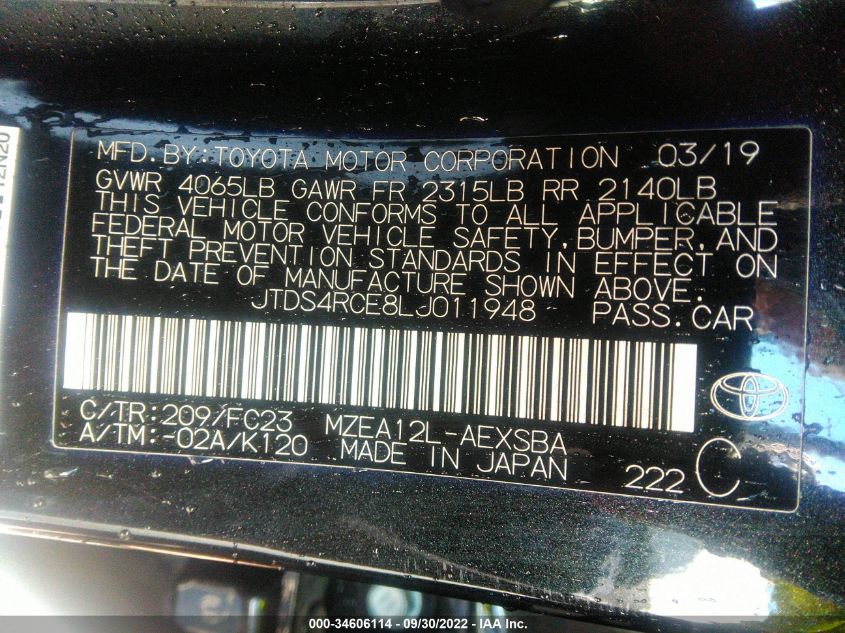 MFD.BY:TOYOTA MOTOR CORPORATION 03/19
GVWR 4065LB GAWR FR 2315LB RR 2140LB
THIS VEHICLE CONFORMS TO ALL APPLICABLE
FEDERAL MOTOR VEHICLE SAFETY,BUMPER,AND
THEFT PREVENTION STANDARDS IN EFFECT ON
THE DATE OF MANUFACTURE SHOWN ABOVE.
JTDS4RCE8LJ011948 PASS.CAR
C/TR:209/FC23 MZEA12L-AEXSBA
A/TM:-02A/K120 MADE IN JAPAN
222 C
000-34606114 - 09/30/2022 - IAA Inc.